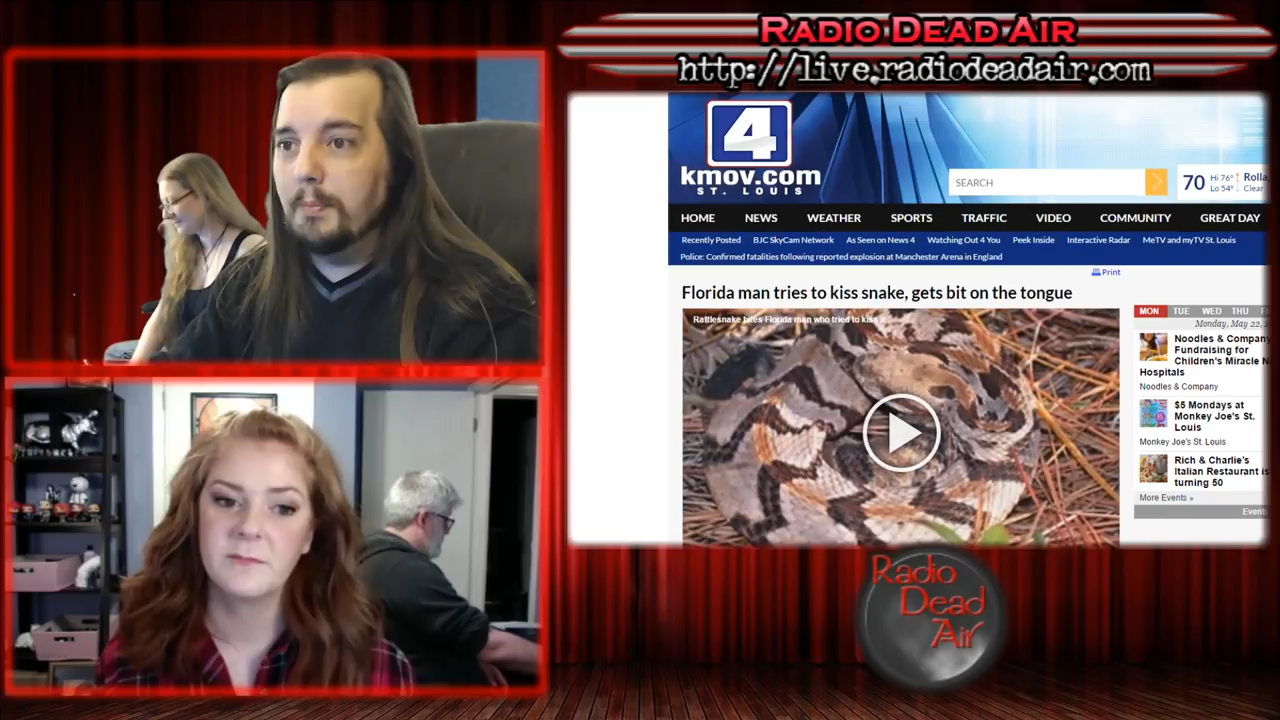 RADIO DEAD AIR
http://live.radiodeadair.com
4
kmov.com
ST. LOUIS
SEARCH
70
Hi 76°
Lo 54°
Rolla,
Clear
HOME NEWS WEATHER SPORTS TRAFFIC VIDEO COMMUNITY GREAT DAY
Recently Posted BJC SkyCam Network As Seen on News 4 Watching Out 4 You Peek Inside Interactive Radar MeTV and myTV St. Louis
Police: Confirmed fatalities following reported explosion at Manchester Arena in England
Print
Florida man tries to kiss snake, gets bit on the tongue
Rattlesnake bites Florida man who tried to kiss it
MON TUE WED THU F
Monday, May 22, 2
Noodles & Company
Fundraising for
Children's Miracle N
Hospitals
Noodles & Company
$5 Mondays at
Monkey Joe's St.
Louis
Monkey Joe's St. Louis
Rich & Charlie's
Italian Restaurant is
turning 50
More Events »
Event
Radio
Dead
Air